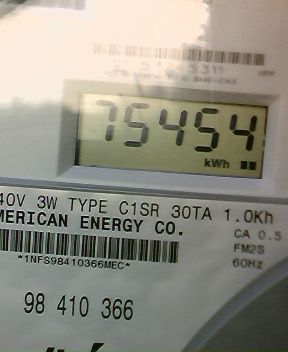 75454
kWh
40V 3W TYPE C1SR 30TA 1.0Kh
MERICAN ENERGY CO.
CA 0.5
FM2S
60Hz
*1NFS98410366MEC*
98 410 366